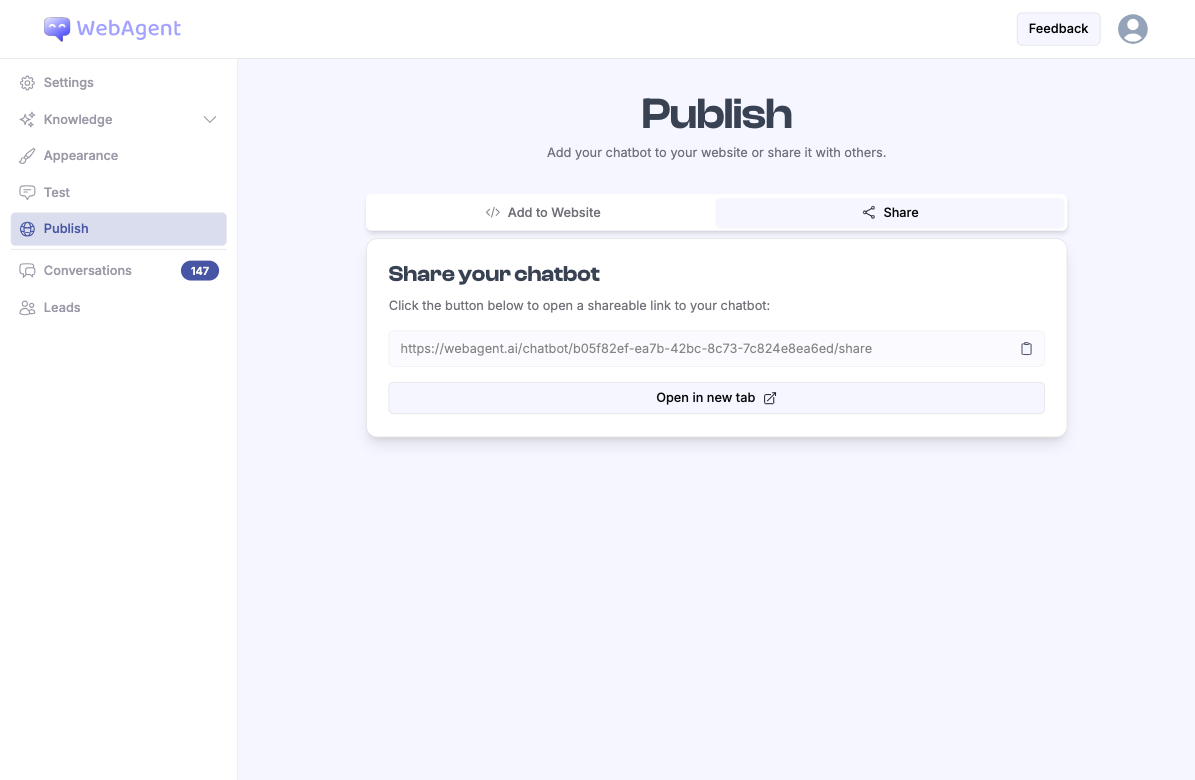 WebAgent
Feedback
Settings
Knowledge
Appearance
Test
Publish
Conversations 147
Leads
Publish
Add your chatbot to your website or share it with others.
</> Add to Website
Share
Share your chatbot
Click the button below to open a shareable link to your chatbot:
https://webagent.ai/chatbot/b05f82ef-ea7b-42bc-8c73-7c824e8ea6ed/share
Open in new tab